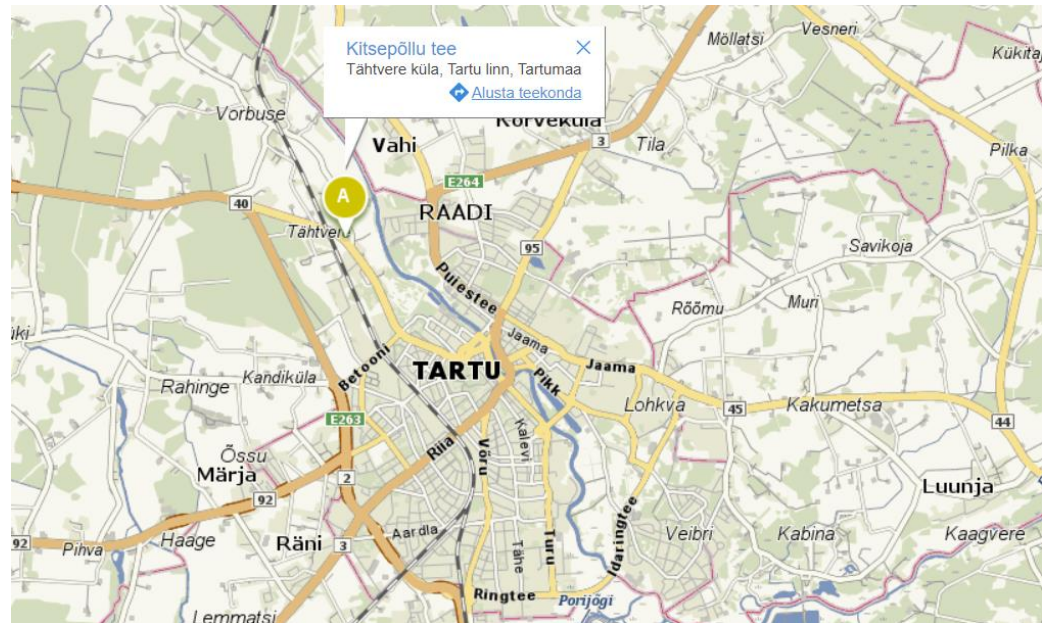 Kitsepõllu tee
Tähtvere küla, Tartu linn, Tartumaa
Alusta teekonda
Möllatsi
Vesneri
Vorbuse
Vahi
Kõrveküla
3
Tila
Pilka
E264
A
40
RAADI
Tähtvere
95
Savikoja
Puiestee
Rõõmu
Muri
Jaama
Betooni
TARTU
Jaama
Pikk
Rahinge
Kandiküla
Lohkva
45
Kakumetsa
44
E263
Kalevi
Riia
Võru
Õssu
Märja
92
2
Luunja
92
Pihva
Haage
Räni
3
Aardla
Tähe
Turu
Idaringtee
Veibri
Kabina
Kaagvere
Ringtee
Porijõgi
Lemmatsi